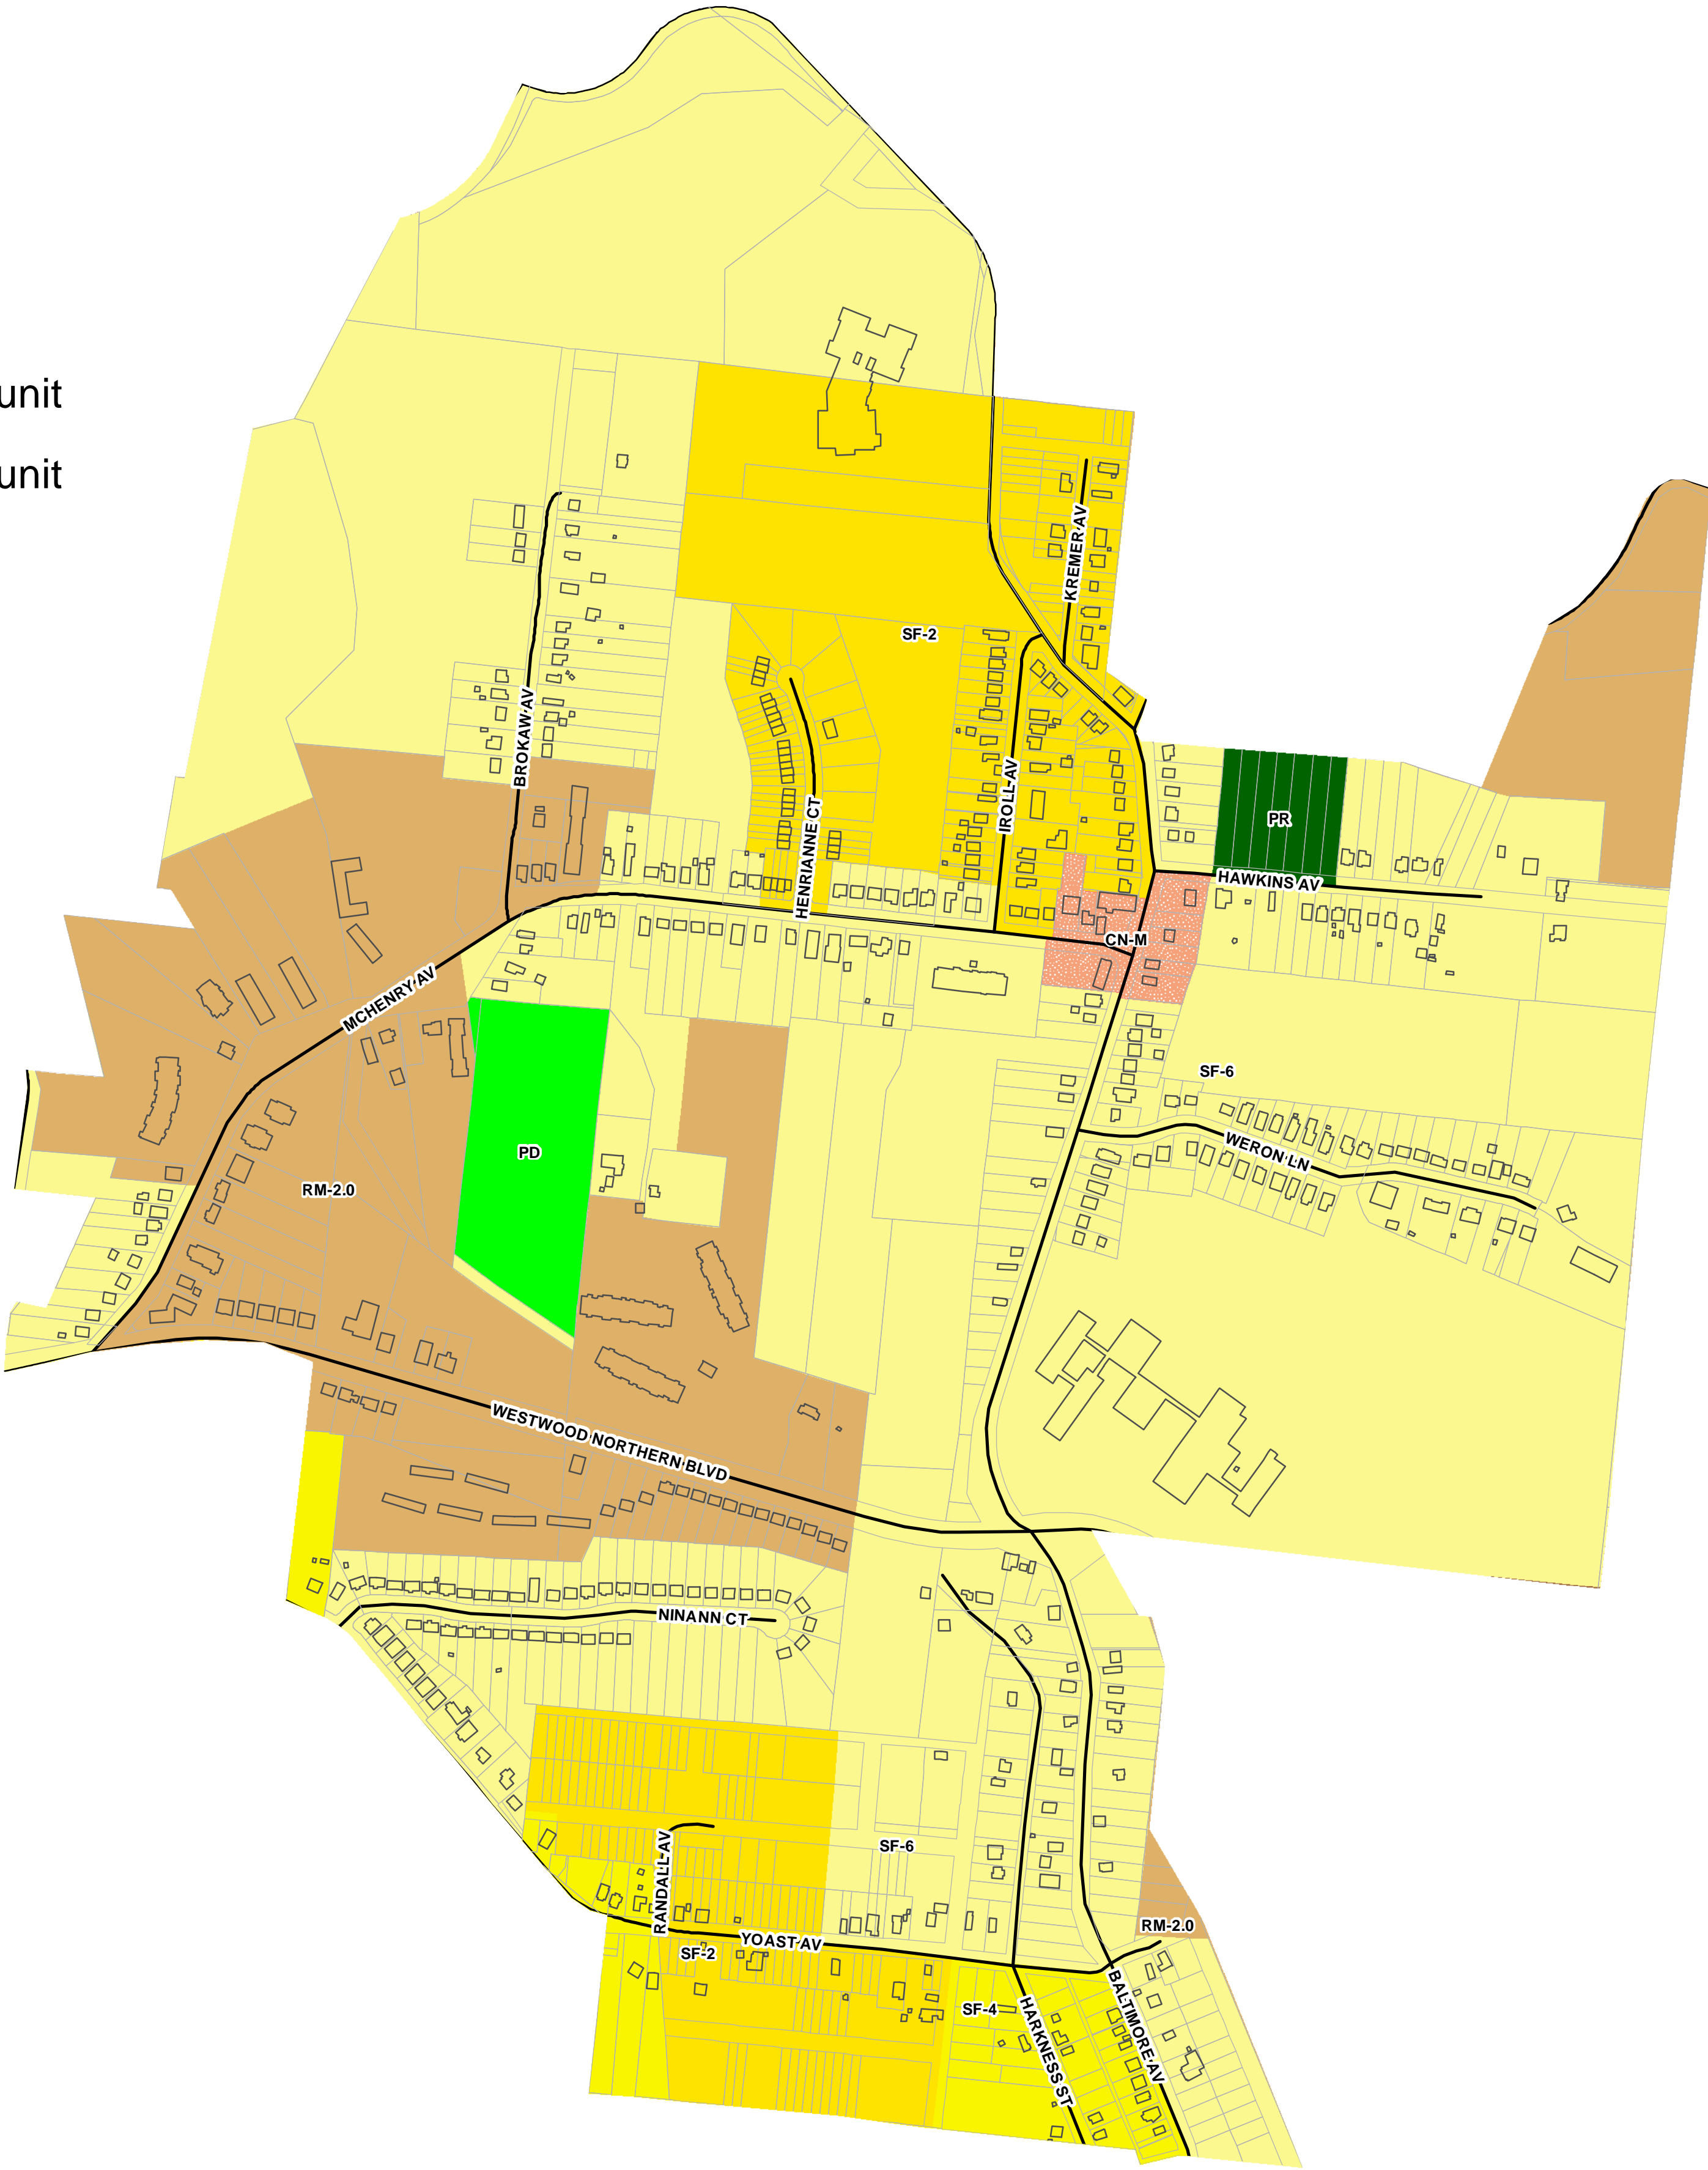 unit
unit
KREMER AV
SF-2
BROKAW AV
IROLL AV
HENRIANNE CT
PR
HAWKINS AV
CN-M
MCHENRY AV
SF-6
WERON LN
PD
RM-2.0
WESTWOOD NORTHERN BLVD
NINANN CT
RANDALL AV
SF-6
RM-2.0
YOAST AV
SF-2
SF-4
HARKNESS ST
BALTIMORE AV